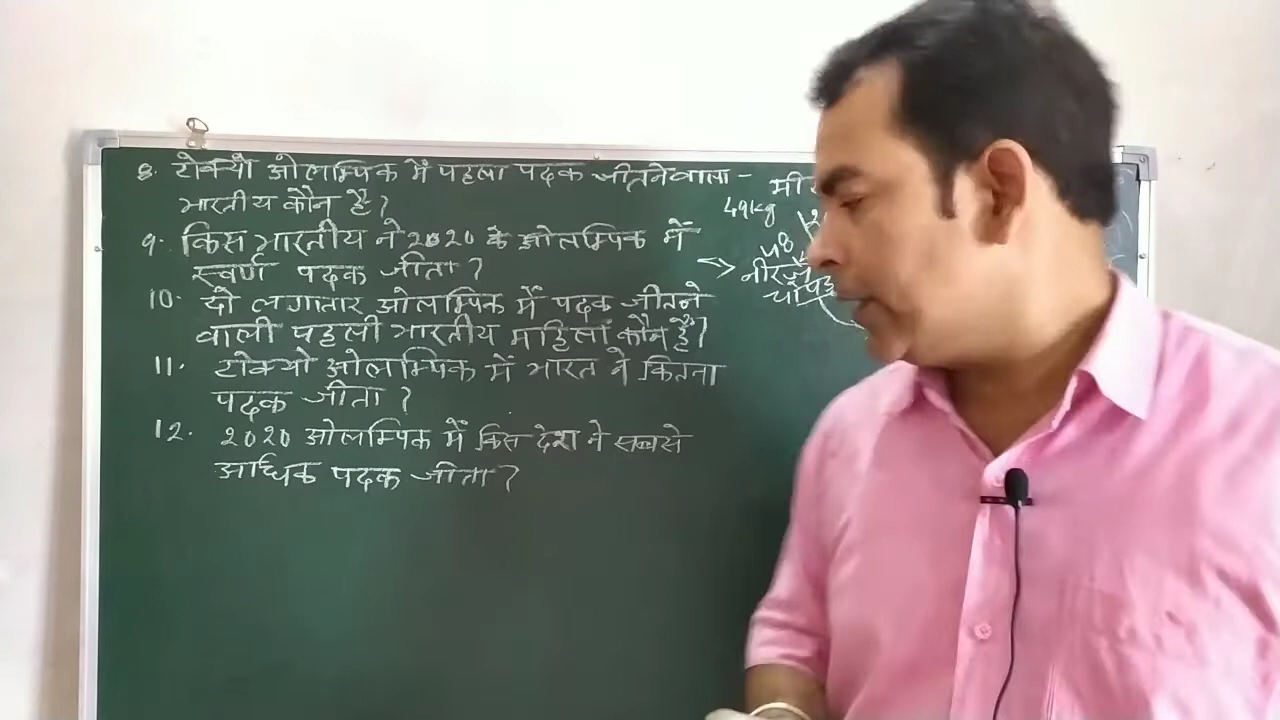 8. टोक्यो ओलम्पिक में पहला पदक जीतनेवाला -
भारतीय कौन है?
9. किस भारतीय ने 2020 के ओलम्पिक में
स्वर्ण पदक जीता?
10. दो लगातार ओलम्पिक में पदक जीतने
वाली पहली भारतीय महिला कौन है?
11. टोक्यो ओलम्पिक में भारत ने कितना
पदक जीता?
12. 2020 ओलम्पिक में किस देश ने सबसे
अधिक पदक जीता?
49kg
नीरज